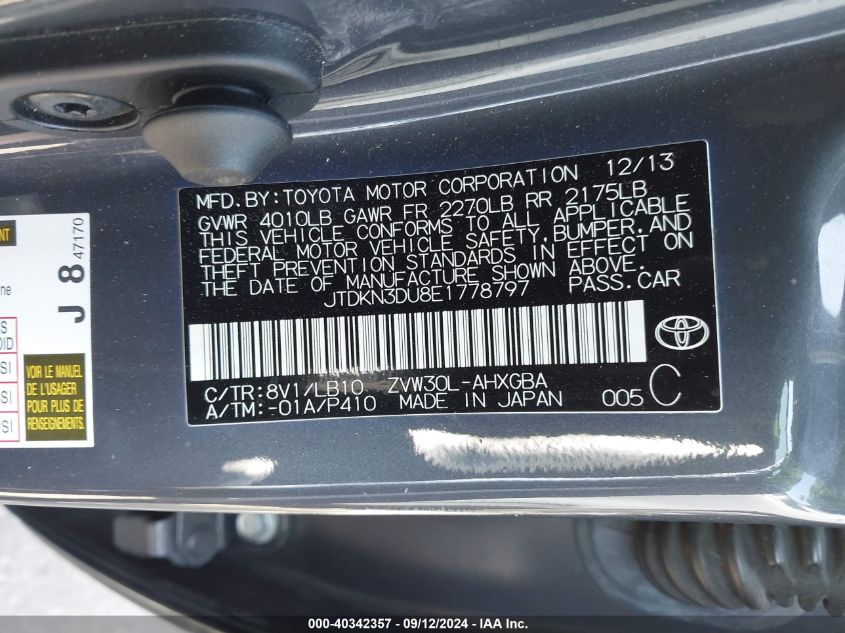 MFD. BY: TOYOTA MOTOR CORPORATION 12/13
GVWR 4010LB GAWR FR 2270LB RR 2175LB
THIS VEHICLE CONFORMS TO ALL APPLICABLE
FEDERAL MOTOR VEHICLE SAFETY, BUMPER, AND
THEFT PREVENTION STANDARDS IN EFFECT ON
THE DATE OF MANUFACTURE SHOWN ABOVE.
JTDKN3DU8E1778797 PASS. CAR
C/TR: 8V1/LB10 ZVW30L-AHXGBA
A/TM: -01A/P410 MADE IN JAPAN 005 C
J 8 47170
VOIR LE MANUEL
DE L'USAGER
POUR PLUS DE
RENSEIGNEMENTS
000-40342357 - 09/12/2024 - IAA Inc.